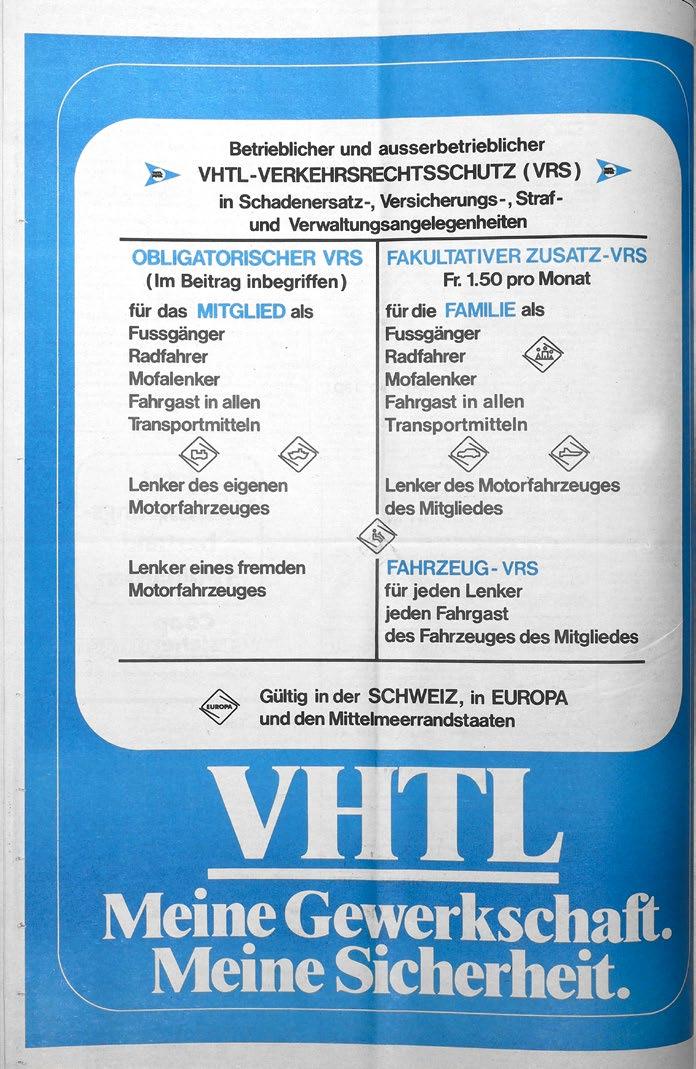 Betrieblicher und ausserbetrieblicher
VHTL-VERKEHRSRECHTSSCHUTZ (VRS)
in Schadenersatz-, Versicherungs-, Straf-
und Verwaltungsangelegenheiten
OBLIGATORISCHER VRS
(Im Beitrag inbegriffen)
für das MITGLIED als
Fussgänger
Radfahrer
Mofalenker
Fahrgast in allen
Transportmitteln
Lenker des eigenen
Motorfahrzeuges
Lenker eines fremden
Motorfahrzeuges
FAKULTATIVER ZUSATZ-VRS
Fr. 1.50 pro Monat
für die FAMILIE als
Fussgänger
Radfahrer
Mofalenker
Fahrgast in allen
Transportmitteln
Lenker des Motorfahrzeuges
des Mitgliedes
FAHRZEUG-VRS
für jeden Lenker
jeden Fahrgast
des Fahrzeuges des Mitgliedes
EUROPA
Gültig in der SCHWEIZ, in EUROPA
und den Mittelmeerrandstaaten
VHTL
Meine Gewerkschaft.
Meine Sicherheit.